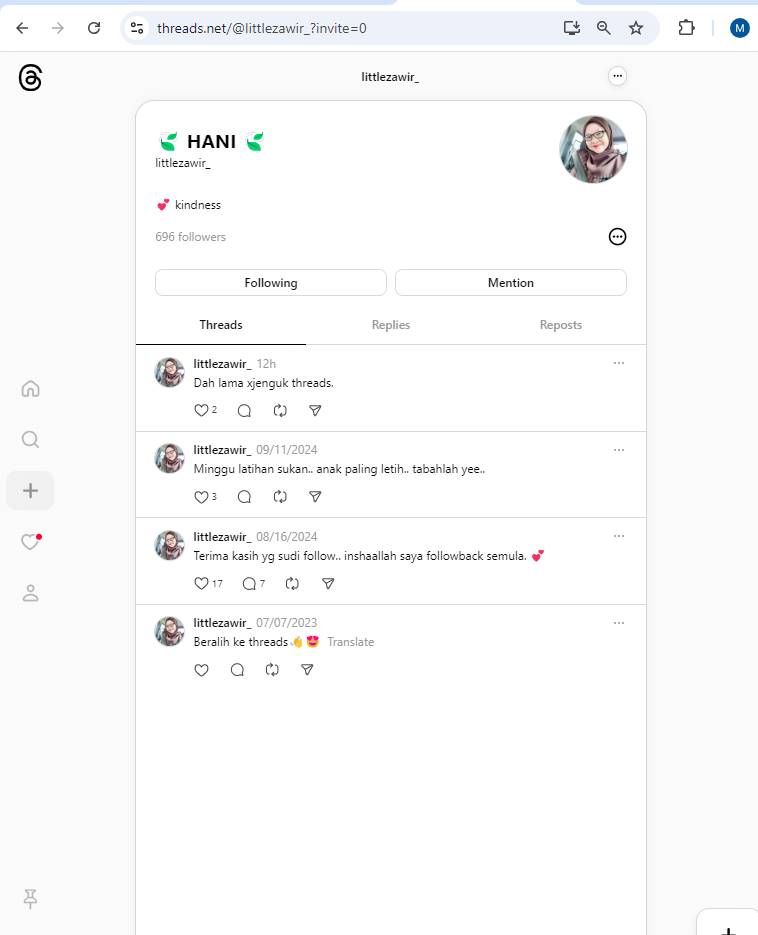 threads.net/@littlezawir_?invite=0
M
littlezawir_
HANI
littlezawir_
💕 kindness
696 followers
Following
Mention
Threads
Replies
Reposts
littlezawir_ 12h
Dah lama xjenguk threads.
2
littlezawir_ 09/11/2024
Minggu latihan sukan.. anak paling letih.. tabahlah yee..
3
littlezawir_ 08/16/2024
Terima kasih yg sudi follow.. inshaallah saya followback semula. 💕
17 7
littlezawir_ 07/07/2023
Beralih ke threads👋😍 Translate